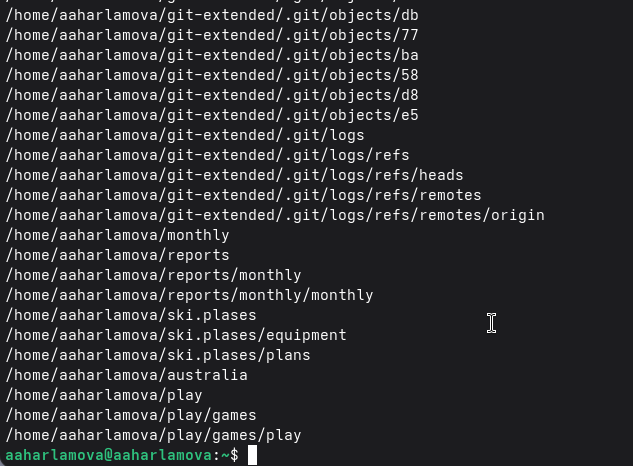 /home/aaharlamova/git-extended/.git/objects/db
/home/aaharlamova/git-extended/.git/objects/77
/home/aaharlamova/git-extended/.git/objects/ba
/home/aaharlamova/git-extended/.git/objects/58
/home/aaharlamova/git-extended/.git/objects/d8
/home/aaharlamova/git-extended/.git/objects/e5
/home/aaharlamova/git-extended/.git/logs
/home/aaharlamova/git-extended/.git/logs/refs
/home/aaharlamova/git-extended/.git/logs/refs/heads
/home/aaharlamova/git-extended/.git/logs/refs/remotes
/home/aaharlamova/git-extended/.git/logs/refs/remotes/origin
/home/aaharlamova/monthly
/home/aaharlamova/reports
/home/aaharlamova/reports/monthly
/home/aaharlamova/reports/monthly/monthly
/home/aaharlamova/ski.plases
/home/aaharlamova/ski.plases/equipment
/home/aaharlamova/ski.plases/plans
/home/aaharlamova/australia
/home/aaharlamova/play
/home/aaharlamova/play/games
/home/aaharlamova/play/games/play
aaharlamova@aaharlamova:~$